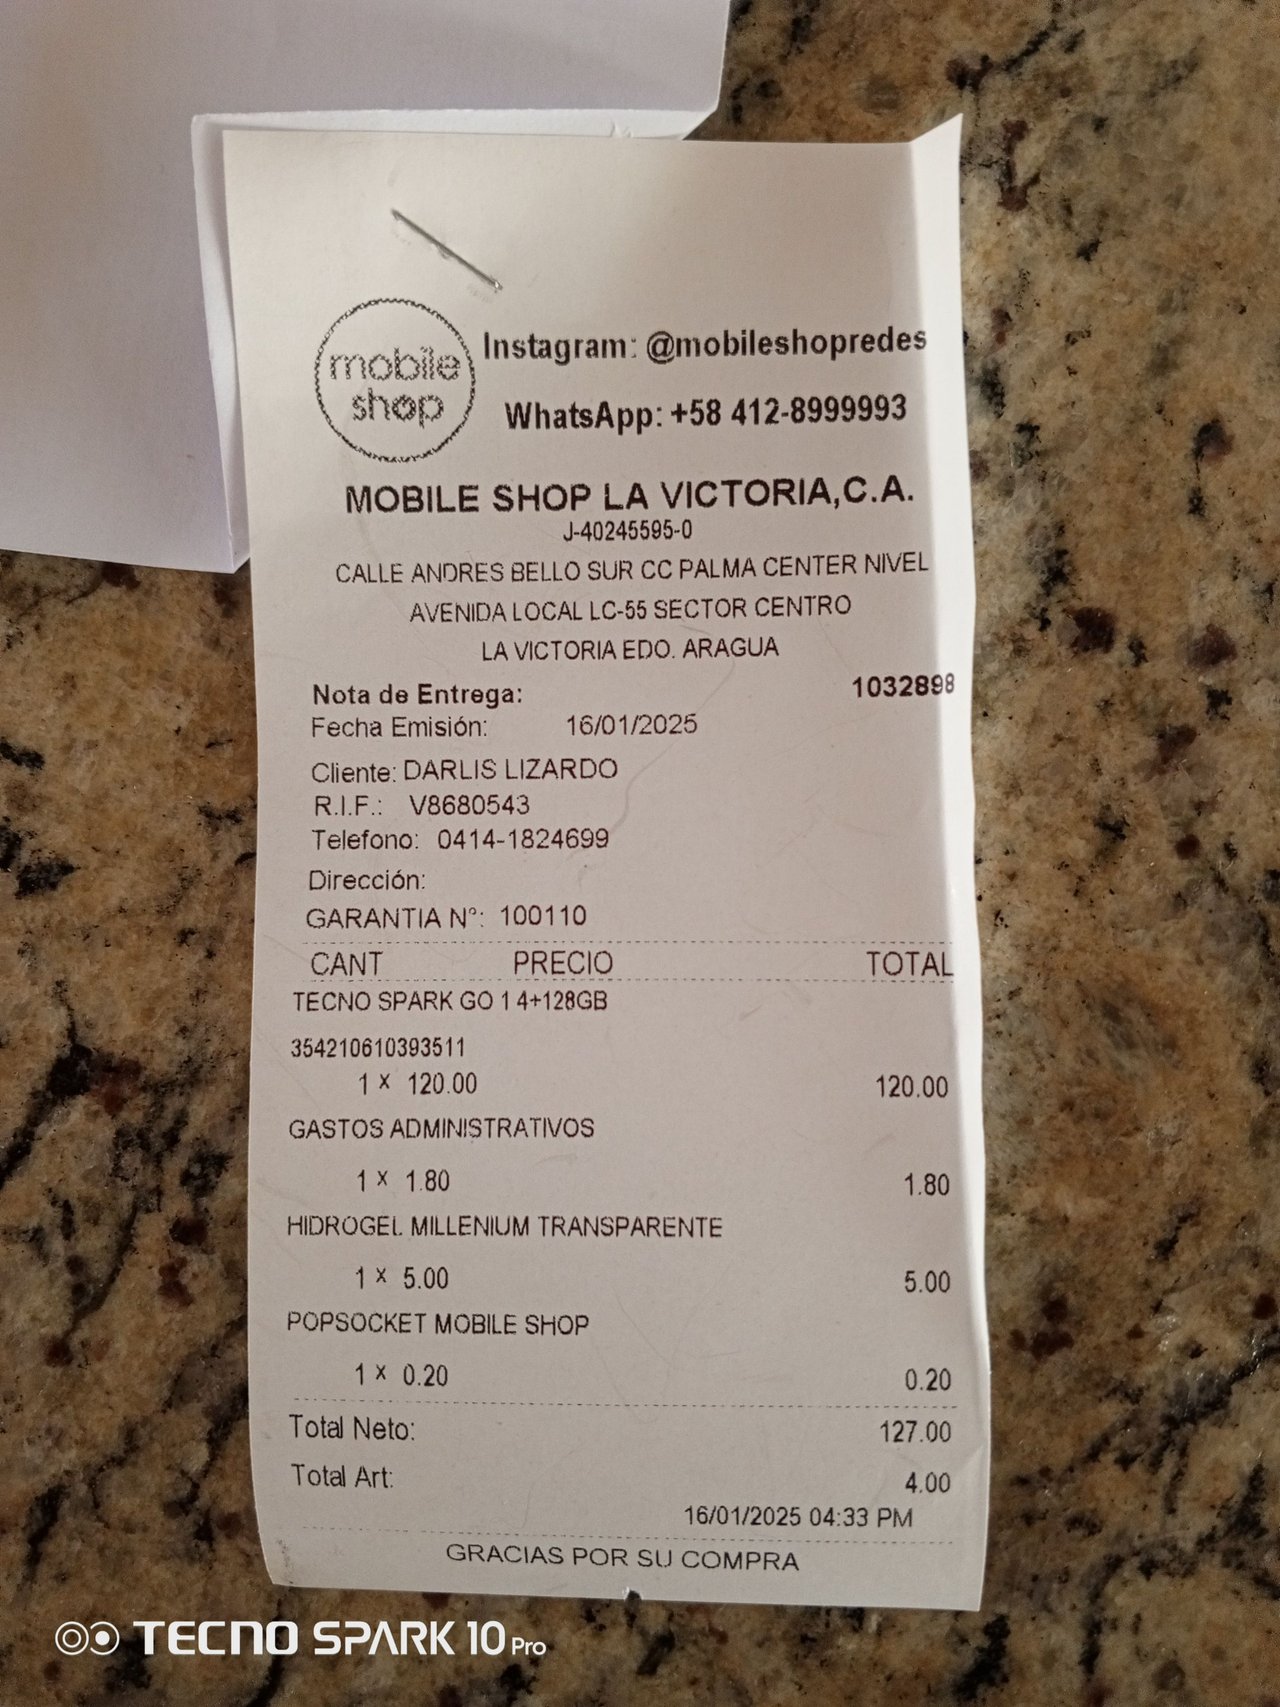 mobile
shop
Instagram: @mobileshopredes
WhatsApp: +58 412-8999993
MOBILE SHOP LA VICTORIA,C.A.
J-40245595-0
CALLE ANDRES BELLO SUR CC PALMA CENTER NIVEL
AVENIDA LOCAL LC-55 SECTOR CENTRO
LA VICTORIA EDO. ARAGUA
Nota de Entrega: 1032898
Fecha Emisión: 16/01/2025
Cliente: DARLIS LIZARDO
R.I.F.: V8680543
Telefono: 0414-1824699
Dirección:
GARANTIA N°: 100110
CANT PRECIO TOTAL
TECNO SPARK GO 1 4+128GB
354210610393511
1 x 120.00 120.00
GASTOS ADMINISTRATIVOS
1 x 1.80 1.80
HIDROGEL MILLENIUM TRANSPARENTE
1 x 5.00 5.00
POPSOCKET MOBILE SHOP
1 x 0.20 0.20
Total Neto: 127.00
Total Art: 4.00
16/01/2025 04:33 PM
GRACIAS POR SU COMPRA
TECNO SPARK 10 Pro